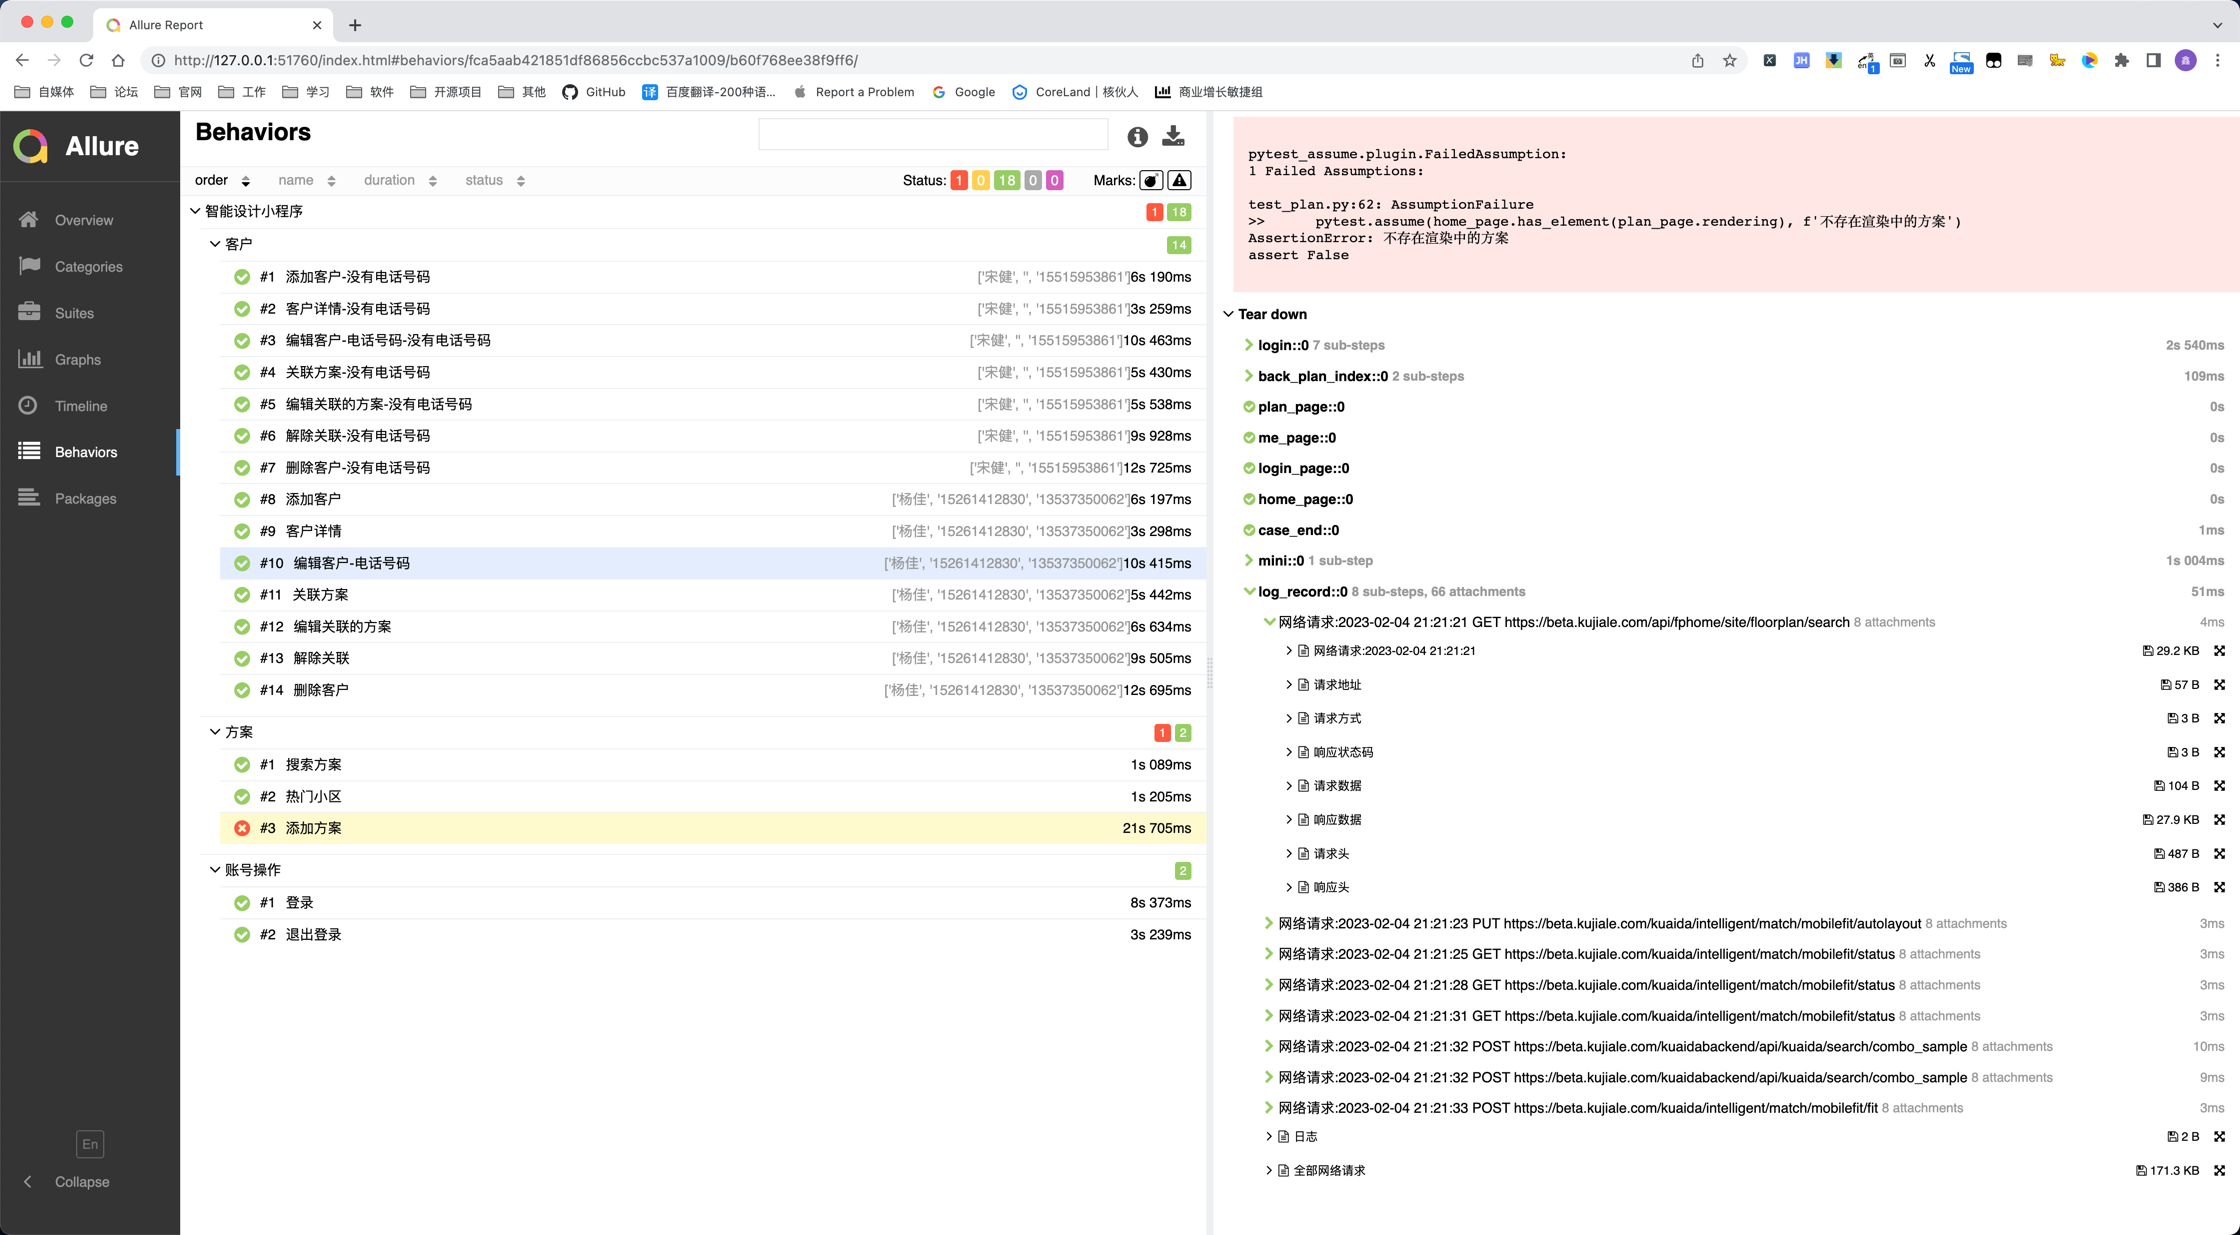 Allure Report
http://127.0.0.1:51760/index.html#behaviors/fca5aab421851df86856ccbc537a1009/b60f768ee38f9ff6/
自媒体 论坛 官网 工作 学习 软件 开源项目 其他 GitHub 百度翻译-200种语... Report a Problem Google CoreLand｜核伙人 商业增长敏捷组
JH
1
New
鑫
译
Allure
Overview
Categories
Suites
Graphs
Timeline
Behaviors
Packages
En
Collapse
Behaviors
order name duration status Status: 1 0 18 0 0 Marks:
智能设计小程序 1 18
客户 14
#1 添加客户-没有电话号码 ['宋健', '', '15515953861']6s 190ms
#2 客户详情-没有电话号码 ['宋健', '', '15515953861']3s 259ms
#3 编辑客户-电话号码-没有电话号码 ['宋健', '', '15515953861']10s 463ms
#4 关联方案-没有电话号码 ['宋健', '', '15515953861']5s 430ms
#5 编辑关联的方案-没有电话号码 ['宋健', '', '15515953861']5s 538ms
#6 解除关联-没有电话号码 ['宋健', '', '15515953861']9s 928ms
#7 删除客户-没有电话号码 ['宋健', '', '15515953861']12s 725ms
#8 添加客户 ['杨佳', '15261412830', '13537350062']6s 197ms
#9 客户详情 ['杨佳', '15261412830', '13537350062']3s 298ms
#10 编辑客户-电话号码 ['杨佳', '15261412830', '13537350062']10s 415ms
#11 关联方案 ['杨佳', '15261412830', '13537350062']5s 442ms
#12 编辑关联的方案 ['杨佳', '15261412830', '13537350062']6s 634ms
#13 解除关联 ['杨佳', '15261412830', '13537350062']9s 505ms
#14 删除客户 ['杨佳', '15261412830', '13537350062']12s 695ms
方案 1 2
#1 搜索方案 1s 089ms
#2 热门小区 1s 205ms
#3 添加方案 21s 705ms
账号操作 2
#1 登录 8s 373ms
#2 退出登录 3s 239ms
pytest_assume.plugin.FailedAssumption:
1 Failed Assumptions:
test_plan.py:62: AssumptionFailure
>> pytest.assume(home_page.has_element(plan_page.rendering), f'不存在渲染中的方案')
AssertionError: 不存在渲染中的方案
assert False
Tear down
login::0 7 sub-steps 2s 540ms
back_plan_index::0 2 sub-steps 109ms
plan_page::0 0s
me_page::0 0s
login_page::0 0s
home_page::0 0s
case_end::0 1ms
mini::0 1 sub-step 1s 004ms
log_record::0 8 sub-steps, 66 attachments 51ms
网络请求:2023-02-04 21:21:21 GET https://beta.kujiale.com/api/fphome/site/floorplan/search 8 attachments 4ms
网络请求:2023-02-04 21:21:21 29.2 KB
请求地址 57 B
请求方式 3 B
响应状态码 3 B
请求数据 104 B
响应数据 27.9 KB
请求头 487 B
响应头 386 B
网络请求:2023-02-04 21:21:23 PUT https://beta.kujiale.com/kuaida/intelligent/match/mobilefit/autolayout 8 attachments 3ms
网络请求:2023-02-04 21:21:25 GET https://beta.kujiale.com/kuaida/intelligent/match/mobilefit/status 8 attachments 3ms
网络请求:2023-02-04 21:21:28 GET https://beta.kujiale.com/kuaida/intelligent/match/mobilefit/status 8 attachments 3ms
网络请求:2023-02-04 21:21:31 GET https://beta.kujiale.com/kuaida/intelligent/match/mobilefit/status 8 attachments 3ms
网络请求:2023-02-04 21:21:32 POST https://beta.kujiale.com/kuaidabackend/api/kuaida/search/combo_sample 8 attachments 10ms
网络请求:2023-02-04 21:21:32 POST https://beta.kujiale.com/kuaidabackend/api/kuaida/search/combo_sample 8 attachments 9ms
网络请求:2023-02-04 21:21:33 POST https://beta.kujiale.com/kuaida/intelligent/match/mobilefit/fit 8 attachments 3ms
日志 2 B
全部网络请求 171.3 KB